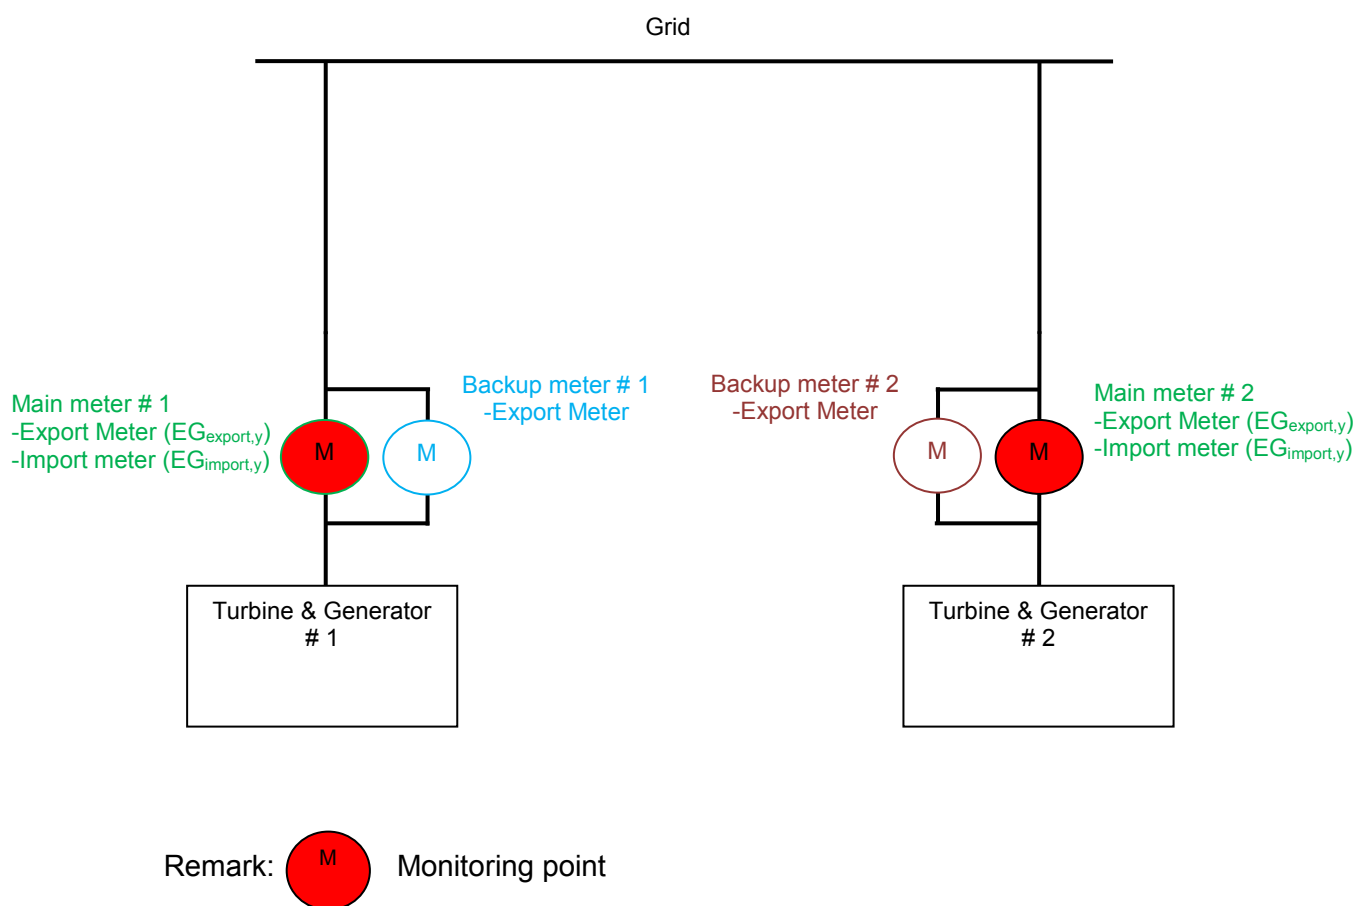 Grid
Main meter # 1
-Export Meter (EGexport,y)
-Import meter (EGimport,y)
Backup meter # 1
-Export Meter
Backup meter # 2
-Export Meter
Main meter # 2
-Export Meter (EGexport,y)
-Import meter (EGimport,y)
M
M
M
M
Turbine & Generator
# 1
Turbine & Generator
# 2
Remark:
M
Monitoring point